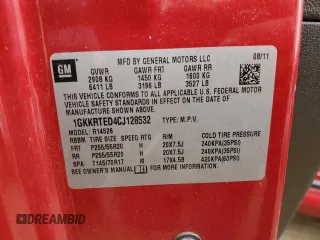 GM
MFD BY GENERAL MOTORS LLC
GVWR GAWR FRT GAWR RR 08/11
2908 KG 1450 KG 1600 KG
6411 LB 3196 LB 3527 LB
THIS VEHICLE CONFORMS TO ALL APPLICABLE U.S. FEDERAL MOTOR VEHICLE SAFETY AND THEFT PREVENTION STANDARDS IN EFFECT ON THE DATE OF MANUFACTURE SHOWN ABOVE.
1GKKRTED4CJ128532 TYPE: M.P.V.
MODEL: R14526
TIRE SIZE SPEED RTG RIM COLD TIRE PRESSURE
FRT P255/55R20 H 20X7.5J 240KPA(35PSI)
RR P255/55R20 H 20X7.5J 240KPA(35PSI)
SPA T145/70R17 M 17X4.5B 420KPA(60PSI)
SEE OWNER'S MANUAL FOR MORE INFORMATION.
DREAMBID